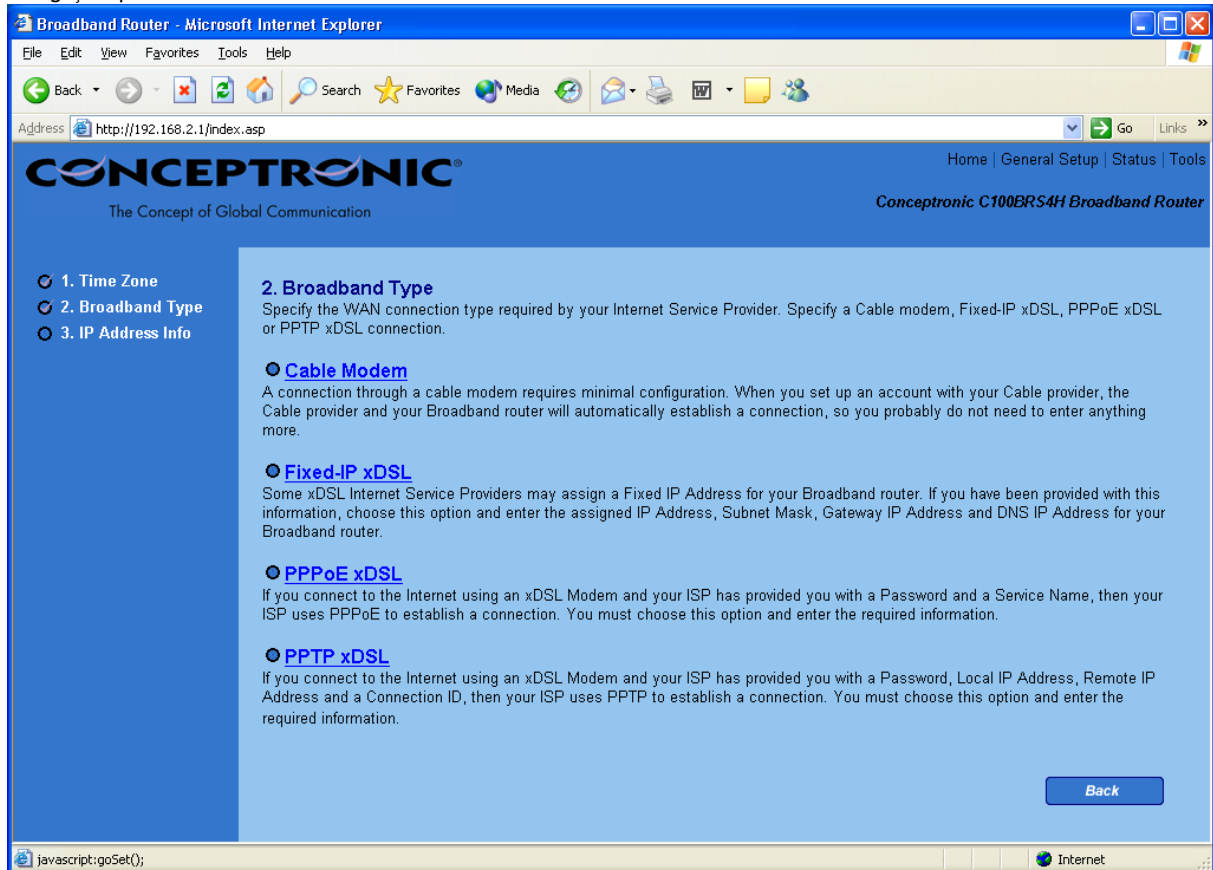 Broadband Router - Microsoft Internet Explorer
File Edit View Favorites Tools Help
Back Search Favorites Media
Address http://192.168.2.1/index.asp Go Links »
CONCEPTRONIC®
The Concept of Global Communication
Home | General Setup | Status | Tools
Conceptronic C100BRS4H Broadband Router
1. Time Zone
2. Broadband Type
3. IP Address Info
2. Broadband Type
Specify the WAN connection type required by your Internet Service Provider. Specify a Cable modem, Fixed-IP xDSL, PPPoE xDSL
or PPTP xDSL connection.
Cable Modem
A connection through a cable modem requires minimal configuration. When you set up an account with your Cable provider, the
Cable provider and your Broadband router will automatically establish a connection, so you probably do not need to enter anything
more.
Fixed-IP xDSL
Some xDSL Internet Service Providers may assign a Fixed IP Address for your Broadband router. If you have been provided with this
information, choose this option and enter the assigned IP Address, Subnet Mask, Gateway IP Address and DNS IP Address for your
Broadband router.
PPPoE xDSL
If you connect to the Internet using an xDSL Modem and your ISP has provided you with a Password and a Service Name, then your
ISP uses PPPoE to establish a connection. You must choose this option and enter the required information.
PPTP xDSL
If you connect to the Internet using an xDSL Modem and your ISP has provided you with a Password, Local IP Address, Remote IP
Address and a Connection ID, then your ISP uses PPTP to establish a connection. You must choose this option and enter the
required information.
Back
javascript:goSet();
Internet